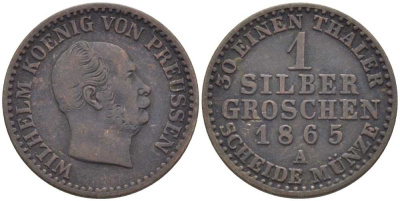 WILHELM KOENIG VON PREUSSEN
30 EINEN THALER
1
SILBER
GROSCHEN
1865
A
SCHEIDE MÜNZE